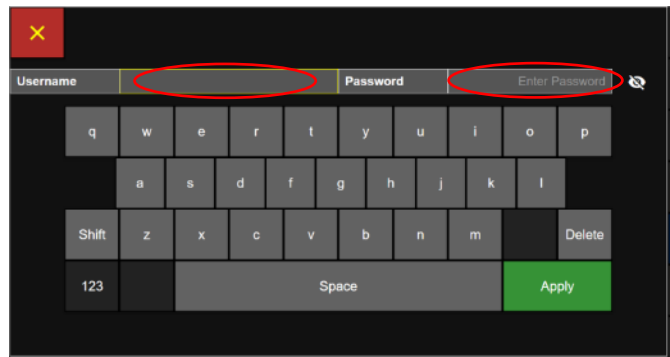 ×
Username Password Enter Password
q w e r t y u i o p
a s d f g h j k l
Shift z x c v b n m Delete
123 Space Apply